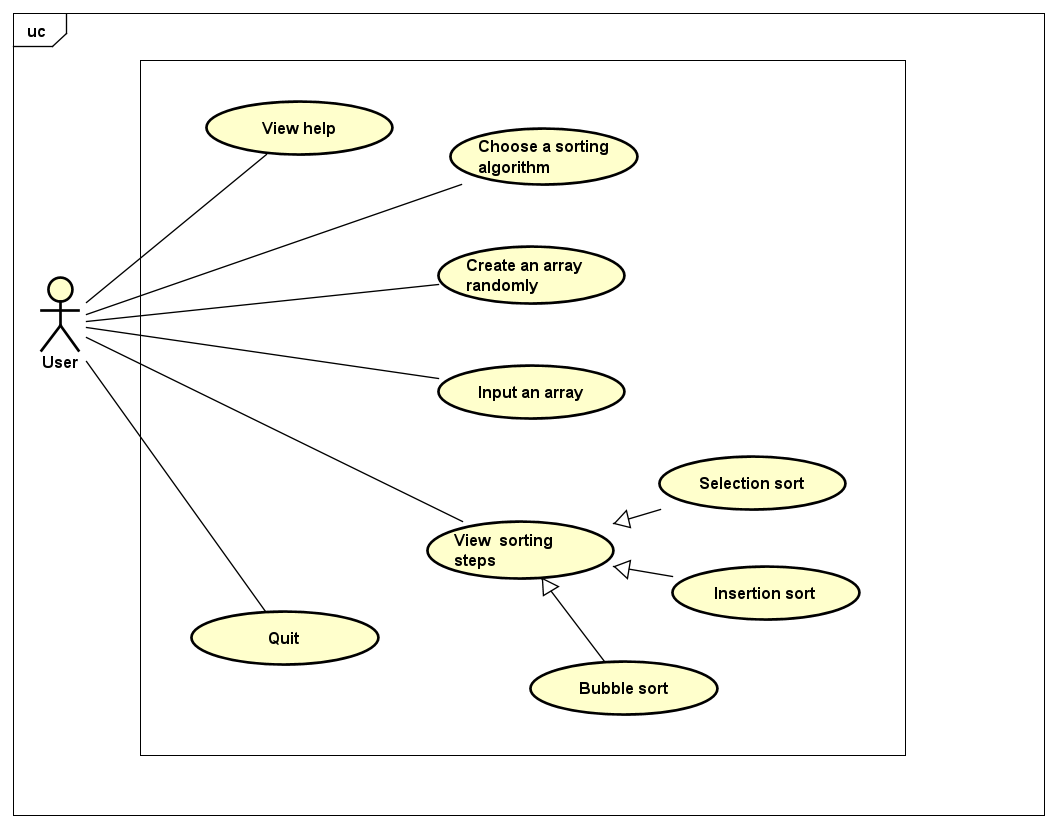 uc
View help
Choose a sorting
algorithm
Create an array
randomly
User
Input an array
Selection sort
View  sorting
steps
Insertion sort
Quit
Bubble sort